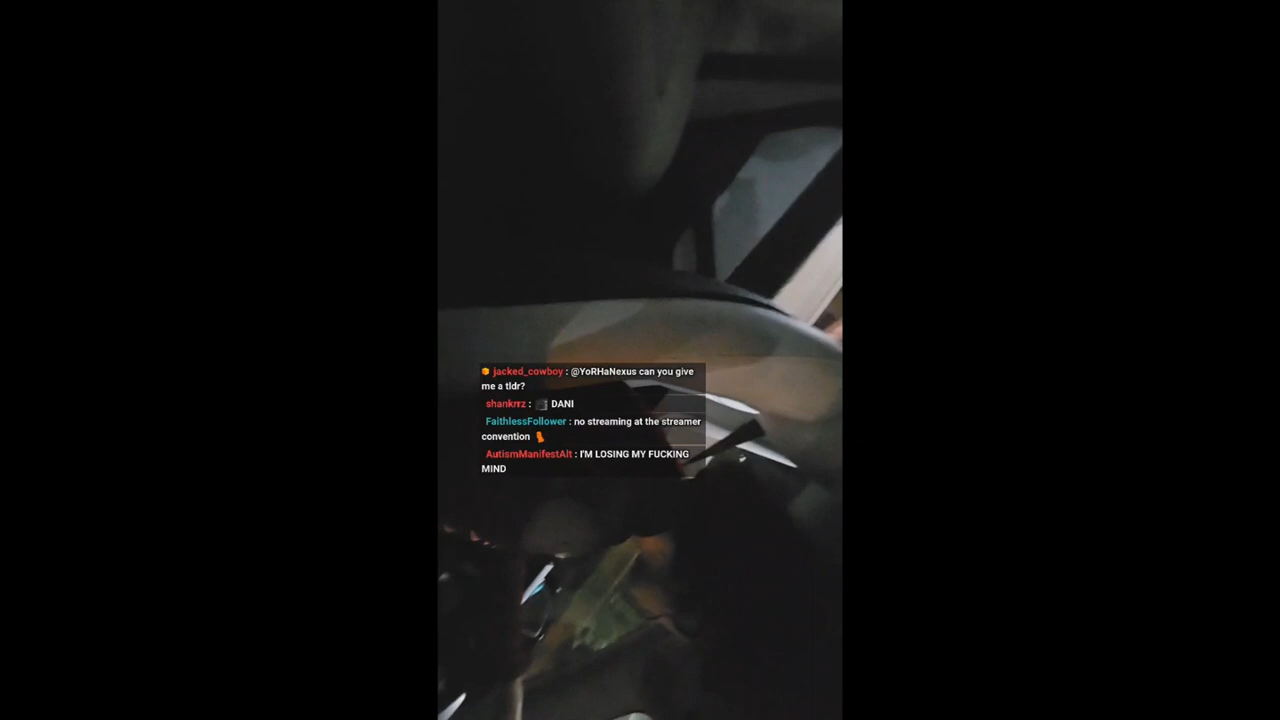 jacked_cowboy : @YoRHaNexus can you give
me a tldr?
shankrrz : DANI
FaithlessFollower : no streaming at the streamer
convention
AutismManifestAlt : I'M LOSING MY FUCKING
MIND